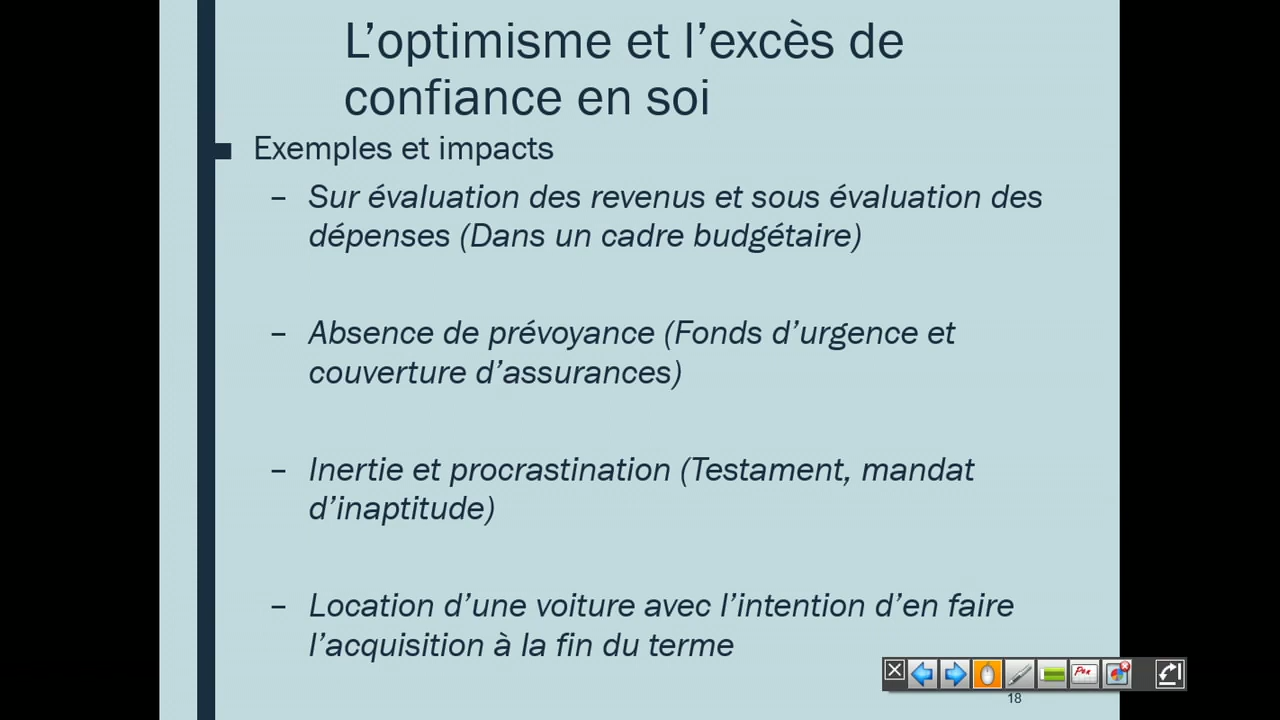 L’optimisme et l’excès de
confiance en soi
Exemples et impacts
– Sur évaluation des revenus et sous évaluation des
dépenses (Dans un cadre budgétaire)
– Absence de prévoyance (Fonds d’urgence et
couverture d’assurances)
– Inertie et procrastination (Testament, mandat
d’inaptitude)
– Location d’une voiture avec l’intention d’en faire
l’acquisition à la fin du terme
Pen
18